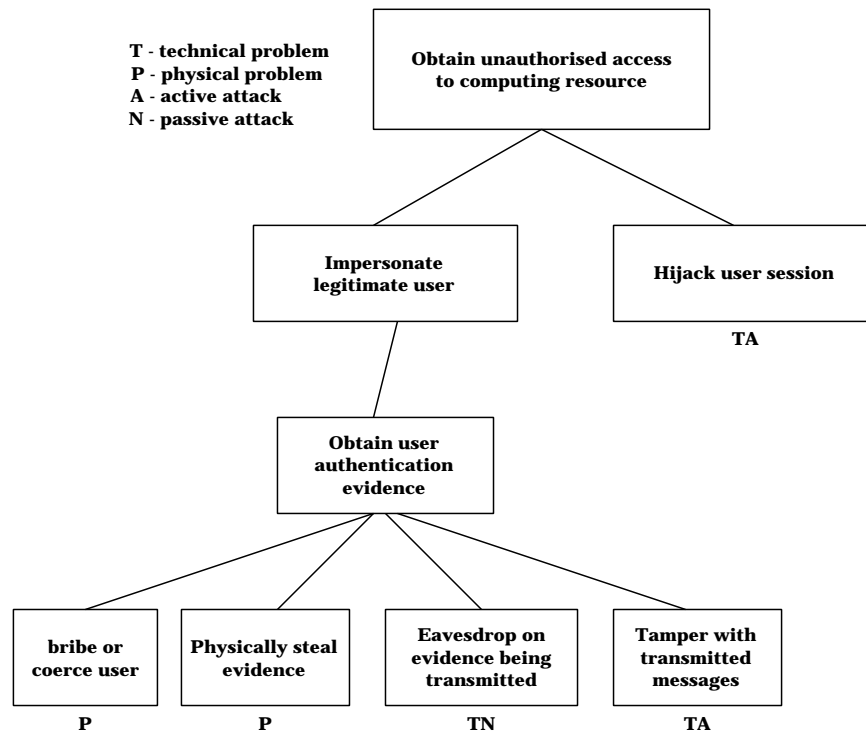 T - technical problem
P - physical problem
A - active attack
N - passive attack
Obtain unauthorised access
to computing resource
Impersonate
legitimate user
Hijack user session
TA
Obtain user
authentication
evidence
bribe or
coerce user
Physically steal
evidence
Eavesdrop on
evidence being
transmitted
Tamper with
transmitted
messages
P
P
TN
TA